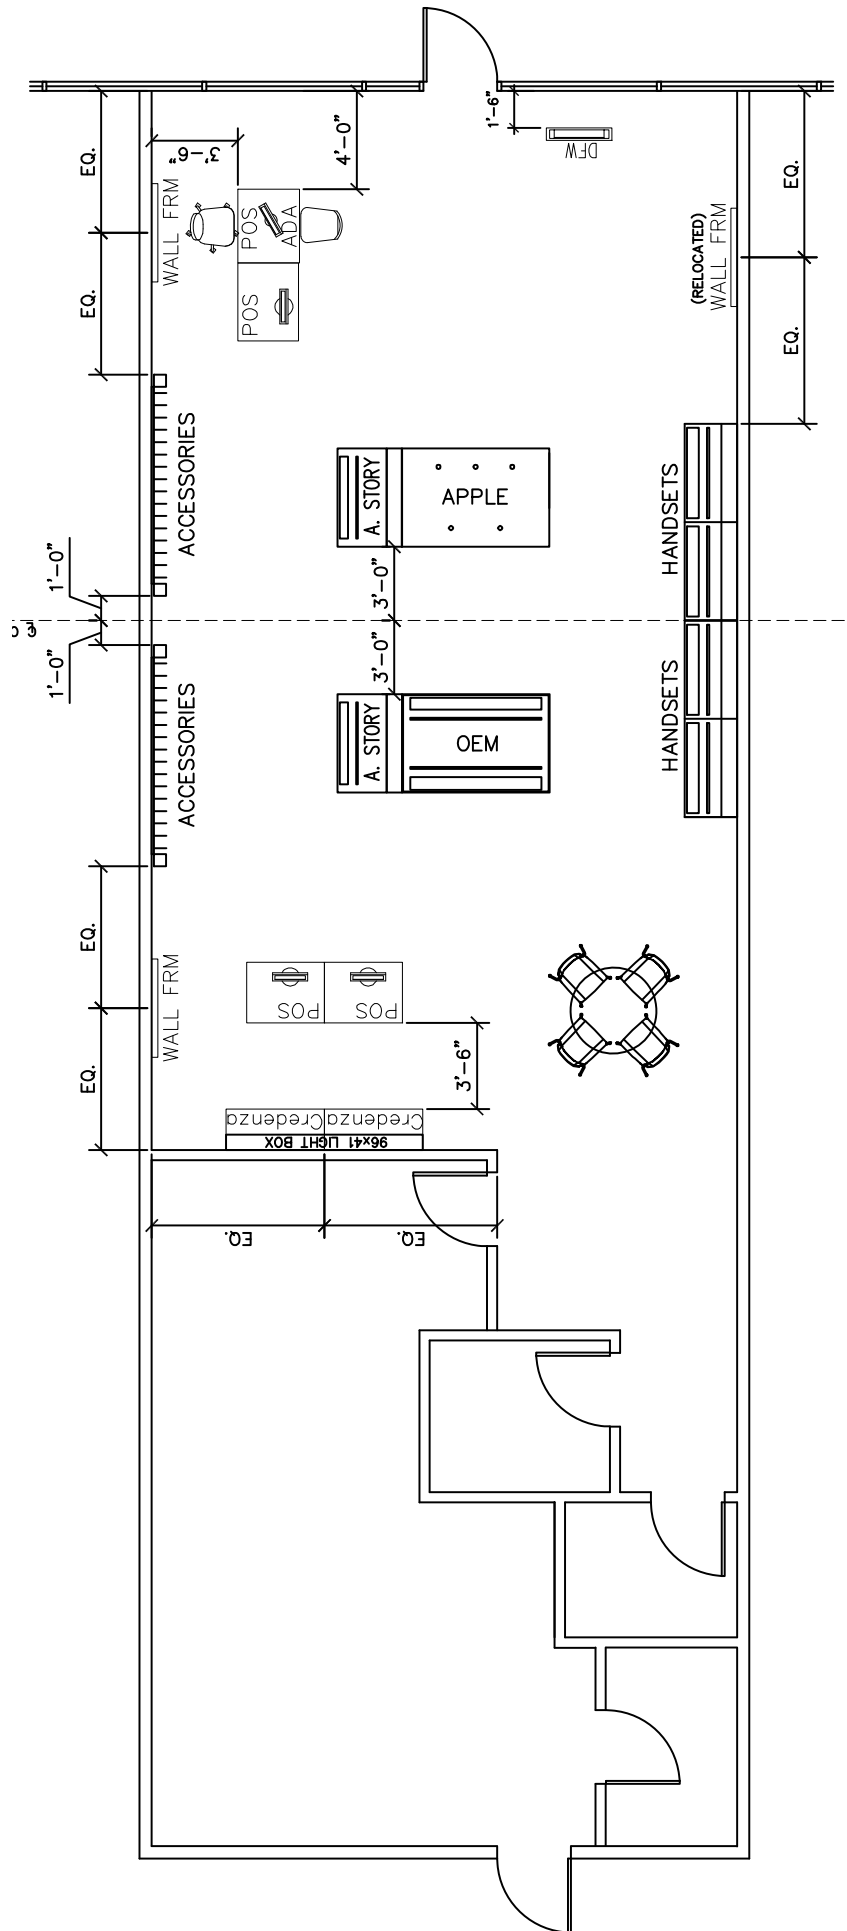 1'-6"
4'-0"
3'-6"
DFW
EQ.
EQ.
WALL FRM
POS
ADA
(RELOCATED)
WALL FRM
EQ.
POS
EQ.
ACCESSORIES
A. STORY
APPLE
HANDSETS
1'-0"
3'-0"
1'-0"
3'-0"
ACCESSORIES
A. STORY
OEM
HANDSETS
EQ.
WALL FRM
POS
POS
EQ.
3'-6"
Credenza
Credenza
96x41 LIGHT BOX
EQ.
EQ.